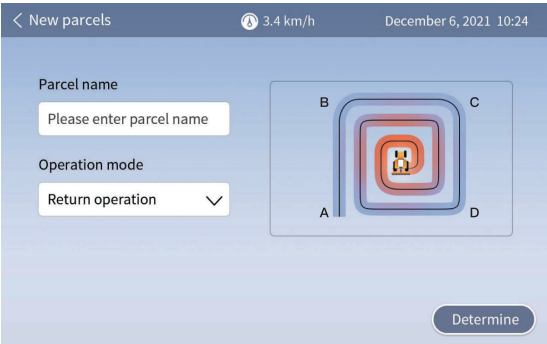 New parcels
3.4 km/h
December 6, 2021 10:24
Parcel name
Please enter parcel name
Operation mode
Return operation
B
C
A
D
Determine